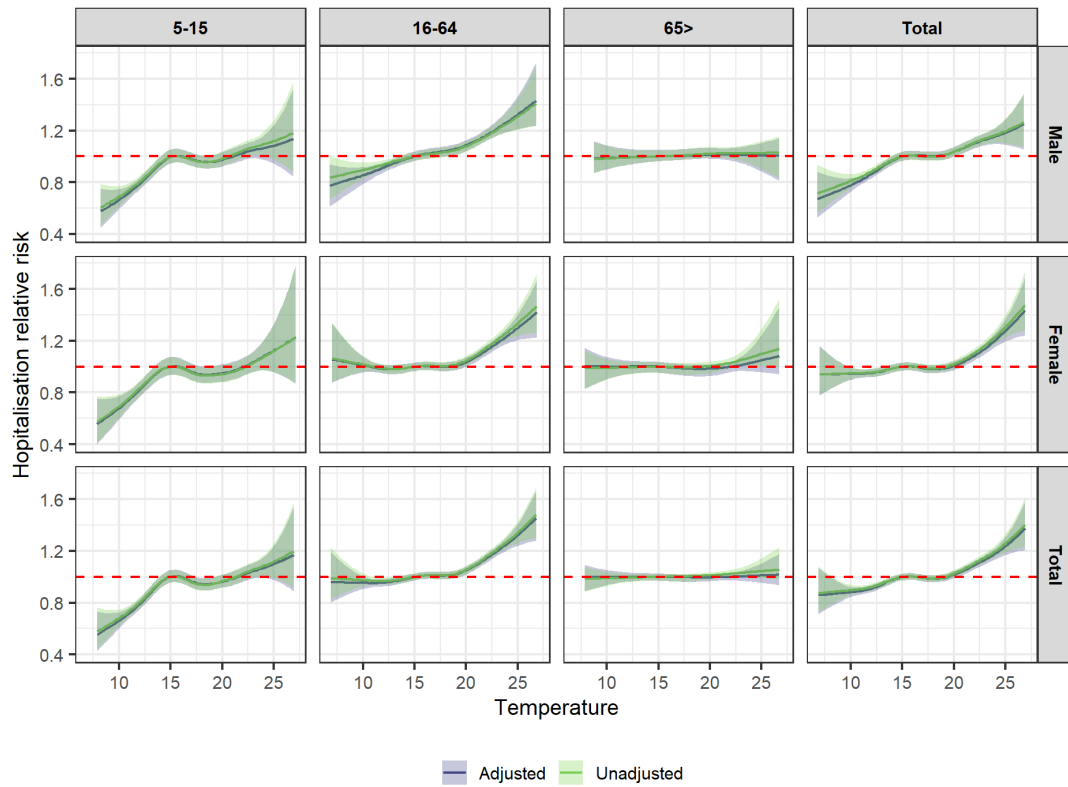 5-15 16-64 65> Total
Hopitalisation relative risk
1.6
1.2
0.8
0.4
Male
1.6
1.2
0.8
0.4
Female
1.6
1.2
0.8
0.4
Total
10 15 20 25 10 15 20 25 10 15 20 25 10 15 20 25
Temperature
Adjusted Unadjusted